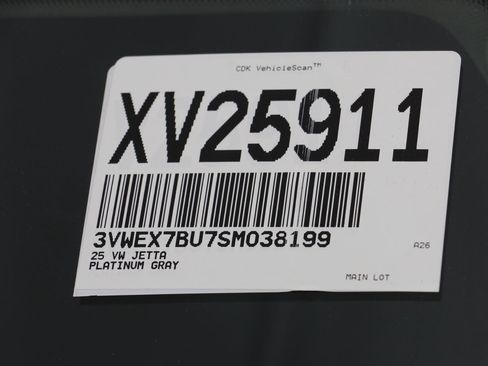 CDK VehicleScan™
XV25911
3VWEX7BU7SM038199
A26
25 VW JETTA
PLATINUM GRAY
MAIN LOT